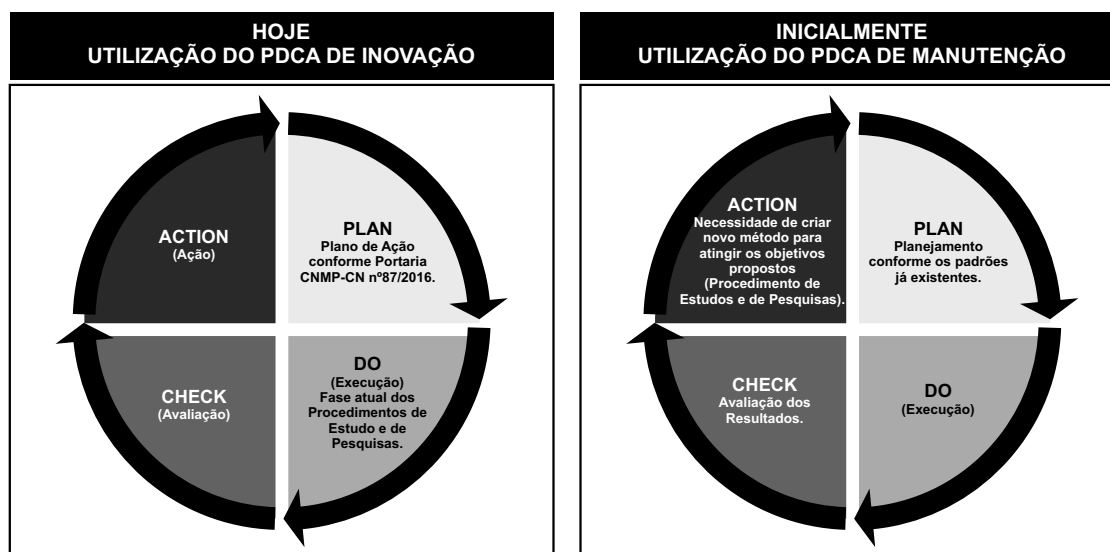 HOJE
UTILIZAÇÃO DO PDCA DE INOVAÇÃO
ACTION
(Ação)
PLAN
Plano de Ação
conforme Portaria
CNMP-CN nº87/2016.
CHECK
(Avaliação)
DO
(Execução)
Fase atual dos
Procedimentos de
Estudo e de
Pesquisas.
INICIALMENTE
UTILIZAÇÃO DO PDCA DE MANUTENÇÃO
ACTION
Necessidade de criar
novo método para
atingir os objetivos
propostos
(Procedimento de
Estudos e de Pesquisas).
PLAN
Planejamento
conforme os padrões
já existentes.
CHECK
Avaliação dos
Resultados.
DO
(Execução)